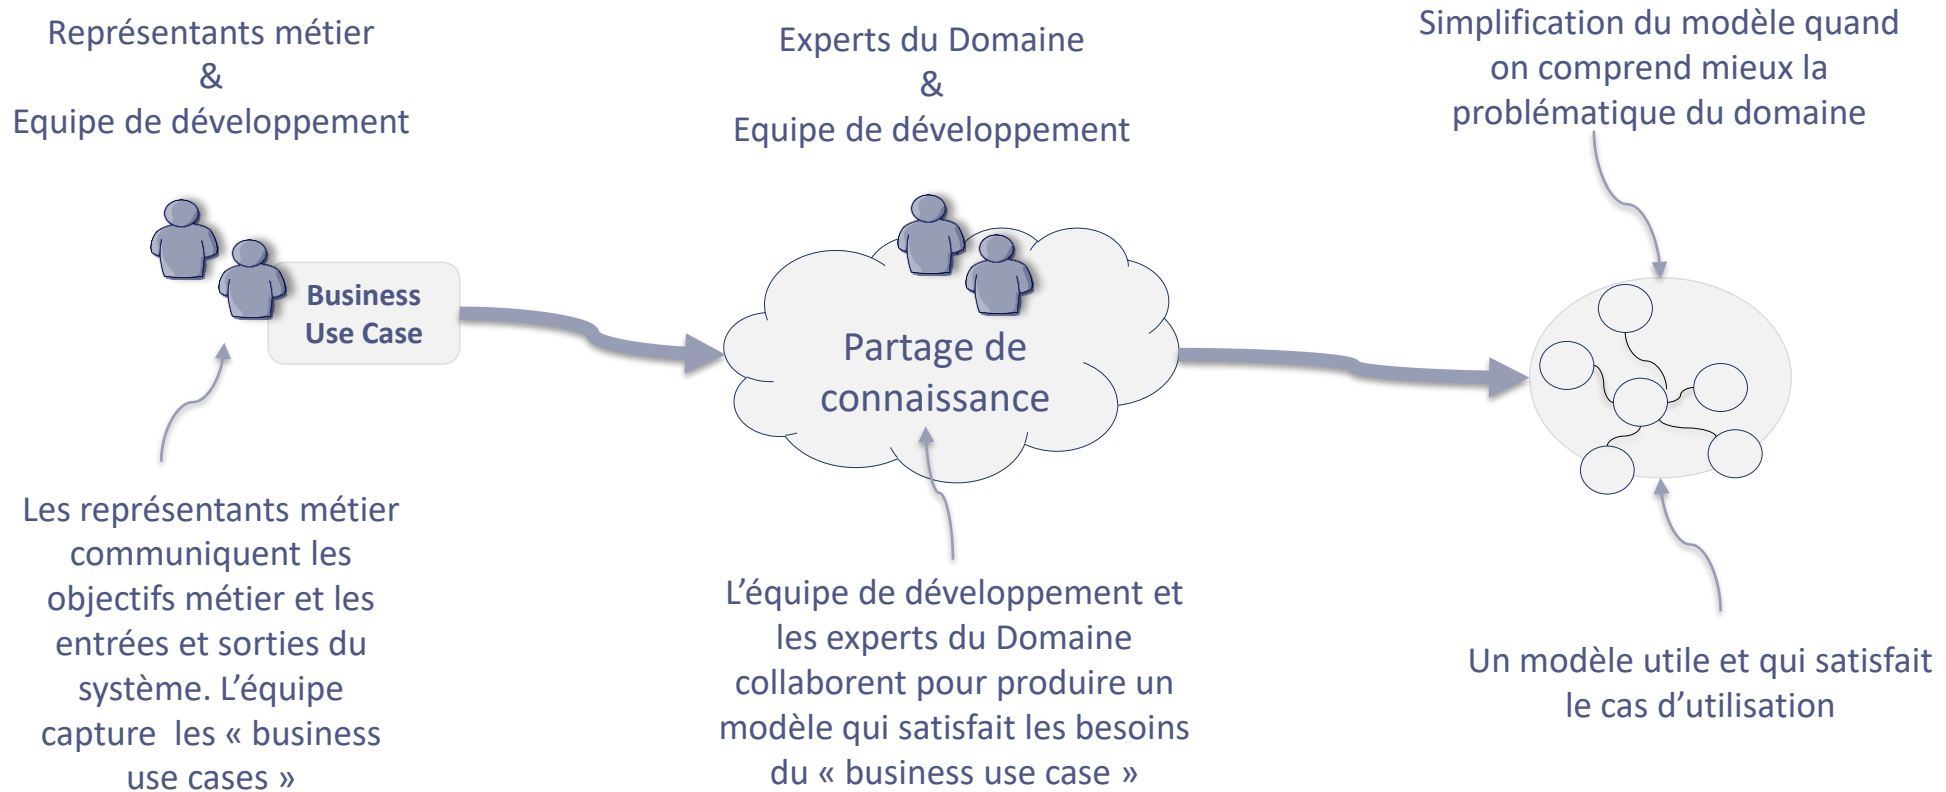 Représentants métier
&
Equipe de développement
Business
Use Case
Les représentants métier
communiquent les
objectifs métier et les
entrées et sorties du
système. L’équipe
capture  les « business
use cases »
Experts du Domaine
&
Equipe de développement
Partage de
connaissance
L’équipe de développement et
les experts du Domaine
collaborent pour produire un
modèle qui satisfait les besoins
du « business use case »
Simplification du modèle quand
on comprend mieux la
problématique du domaine
Un modèle utile et qui satisfait
le cas d’utilisation